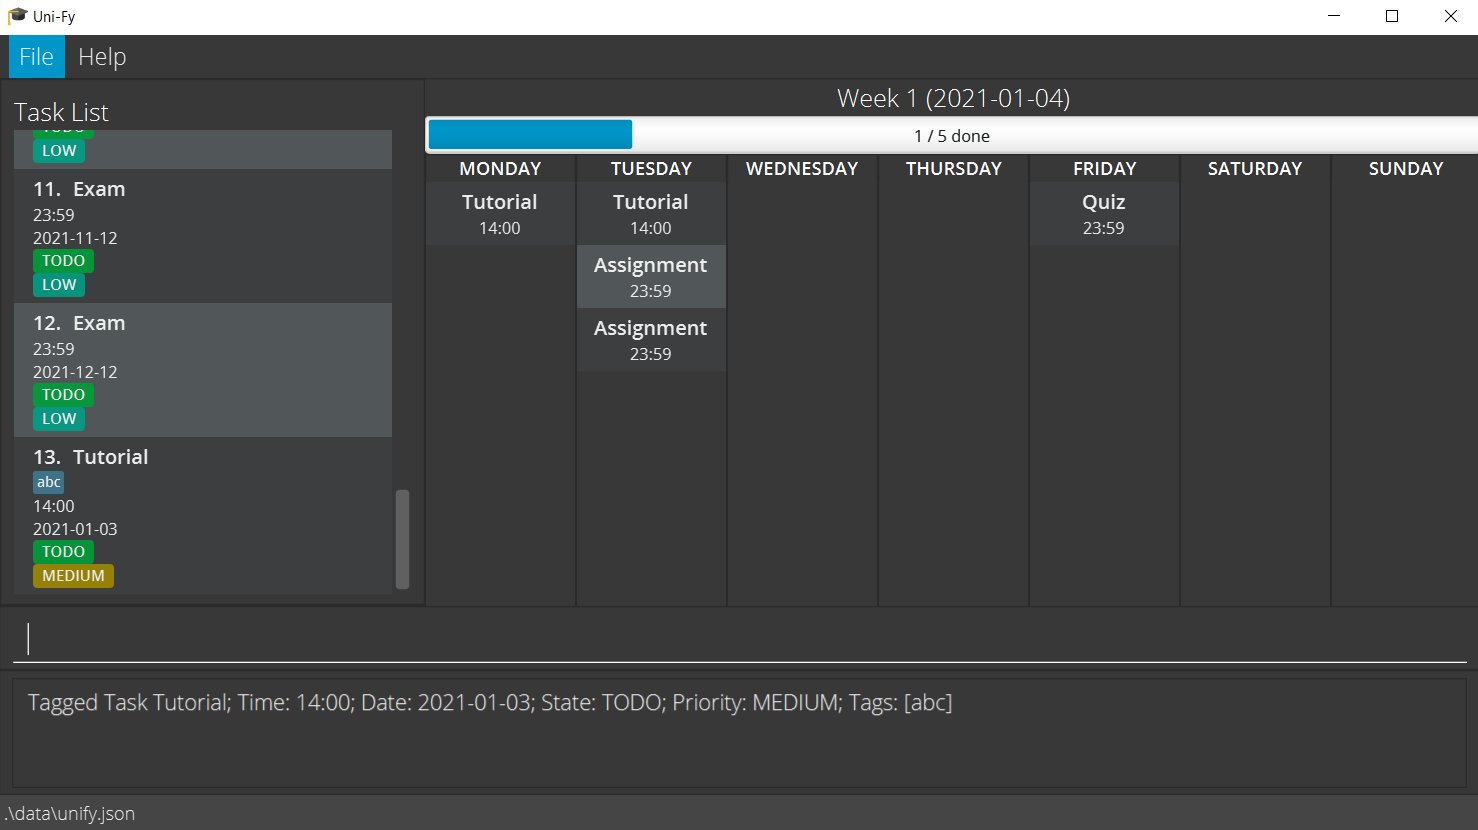 Uni-Fy
File Help
Task List
TODO
LOW
11. Exam
23:59
2021-11-12
TODO
LOW
12. Exam
23:59
2021-12-12
TODO
LOW
13. Tutorial
abc
14:00
2021-01-03
TODO
MEDIUM
Week 1 (2021-01-04)
1 / 5 done
MONDAY TUESDAY WEDNESDAY THURSDAY FRIDAY SATURDAY SUNDAY
Tutorial Tutorial Quiz
14:00 14:00 23:59
Assignment
23:59
Assignment
23:59
Tagged Task Tutorial; Time: 14:00; Date: 2021-01-03; State: TODO; Priority: MEDIUM; Tags: [abc]
.\data\unify.json